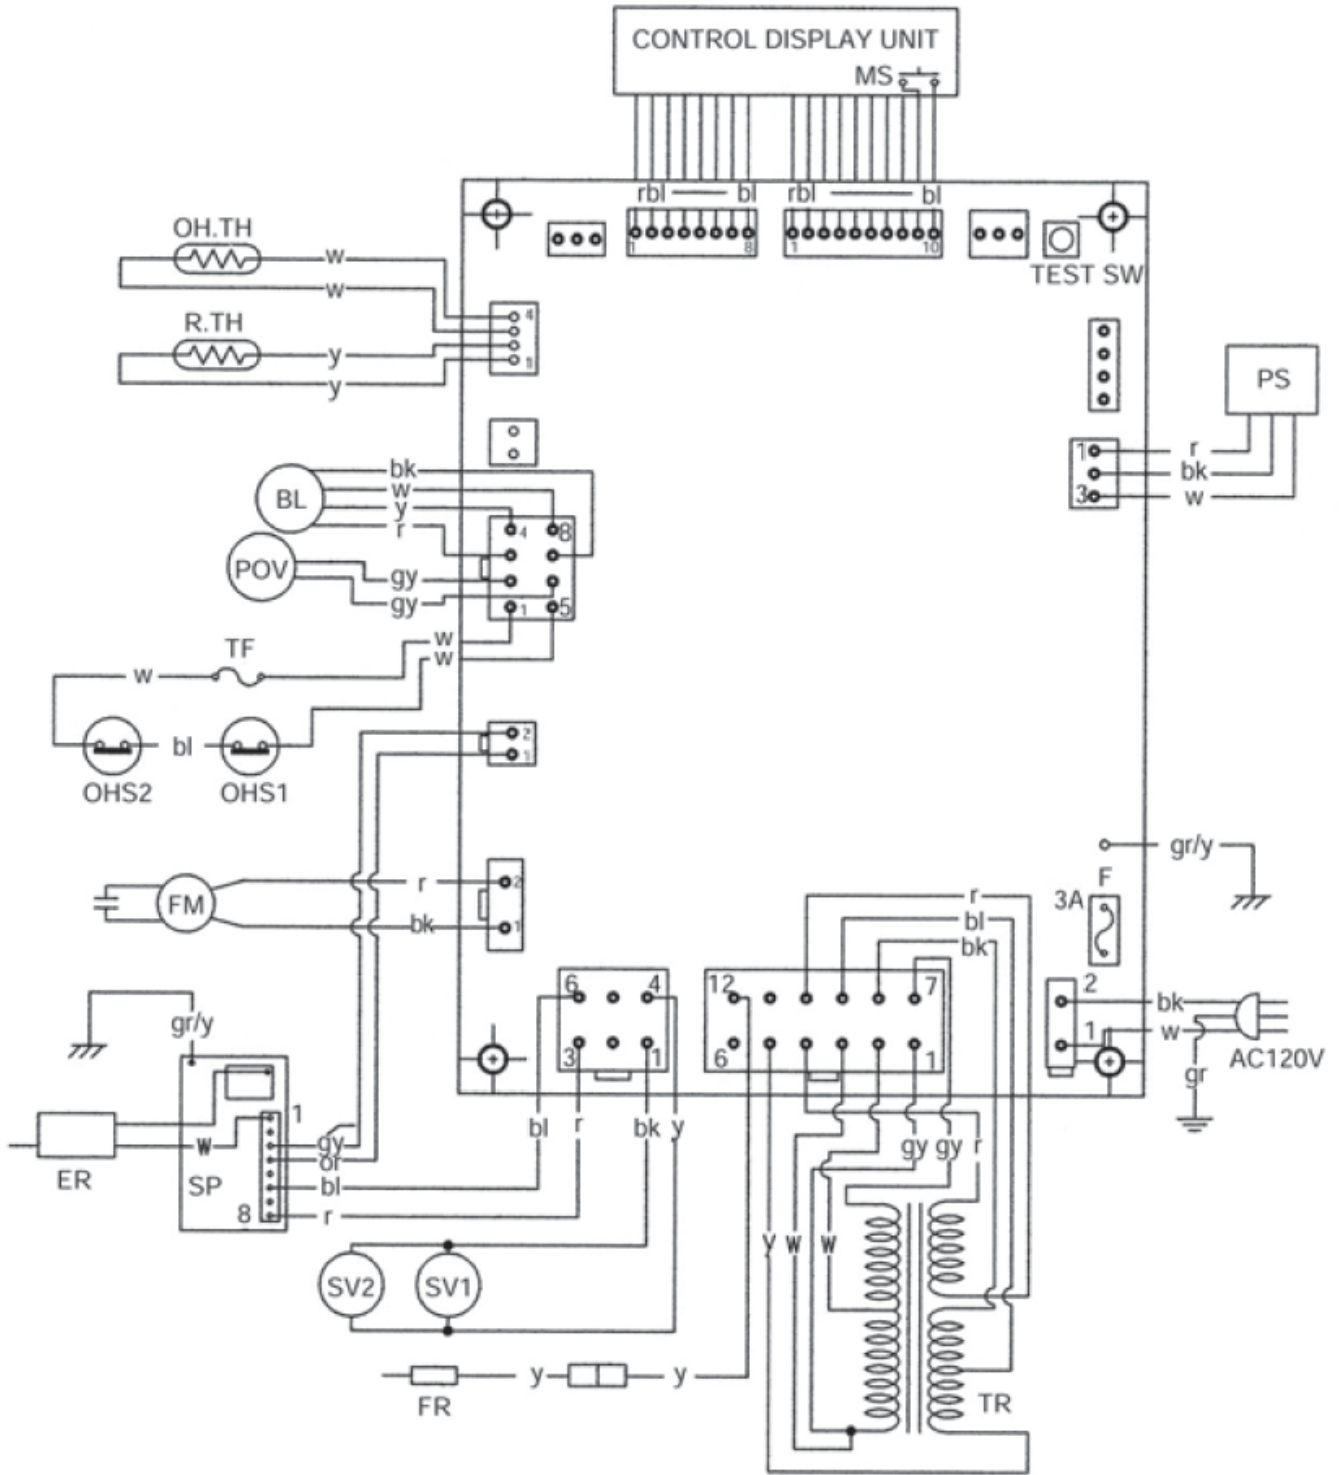 CONTROL DISPLAY UNIT
MS
rbl bl rbl bl
1 8 1 10
TEST SW
OH.TH
w
w
4
R.TH
y
y
PS
1 r
bk
3 w
BL
bk
w
y
r
4 8
POV
gy
gy
1 5
TF
w
w
w
bl
OHS2 OHS1
2
1
gr/y
F
3A
FM
r
2
bk
1
r
bl
bk
6 4
3 1
12 7
6 1
2 bk
1 w
AC120V
gr
gr/y
ER
w
SP
1
8
gy
or
bl
r
bl r bk y
gy gy r
y w w
SV2 SV1
FR
y
y
TR